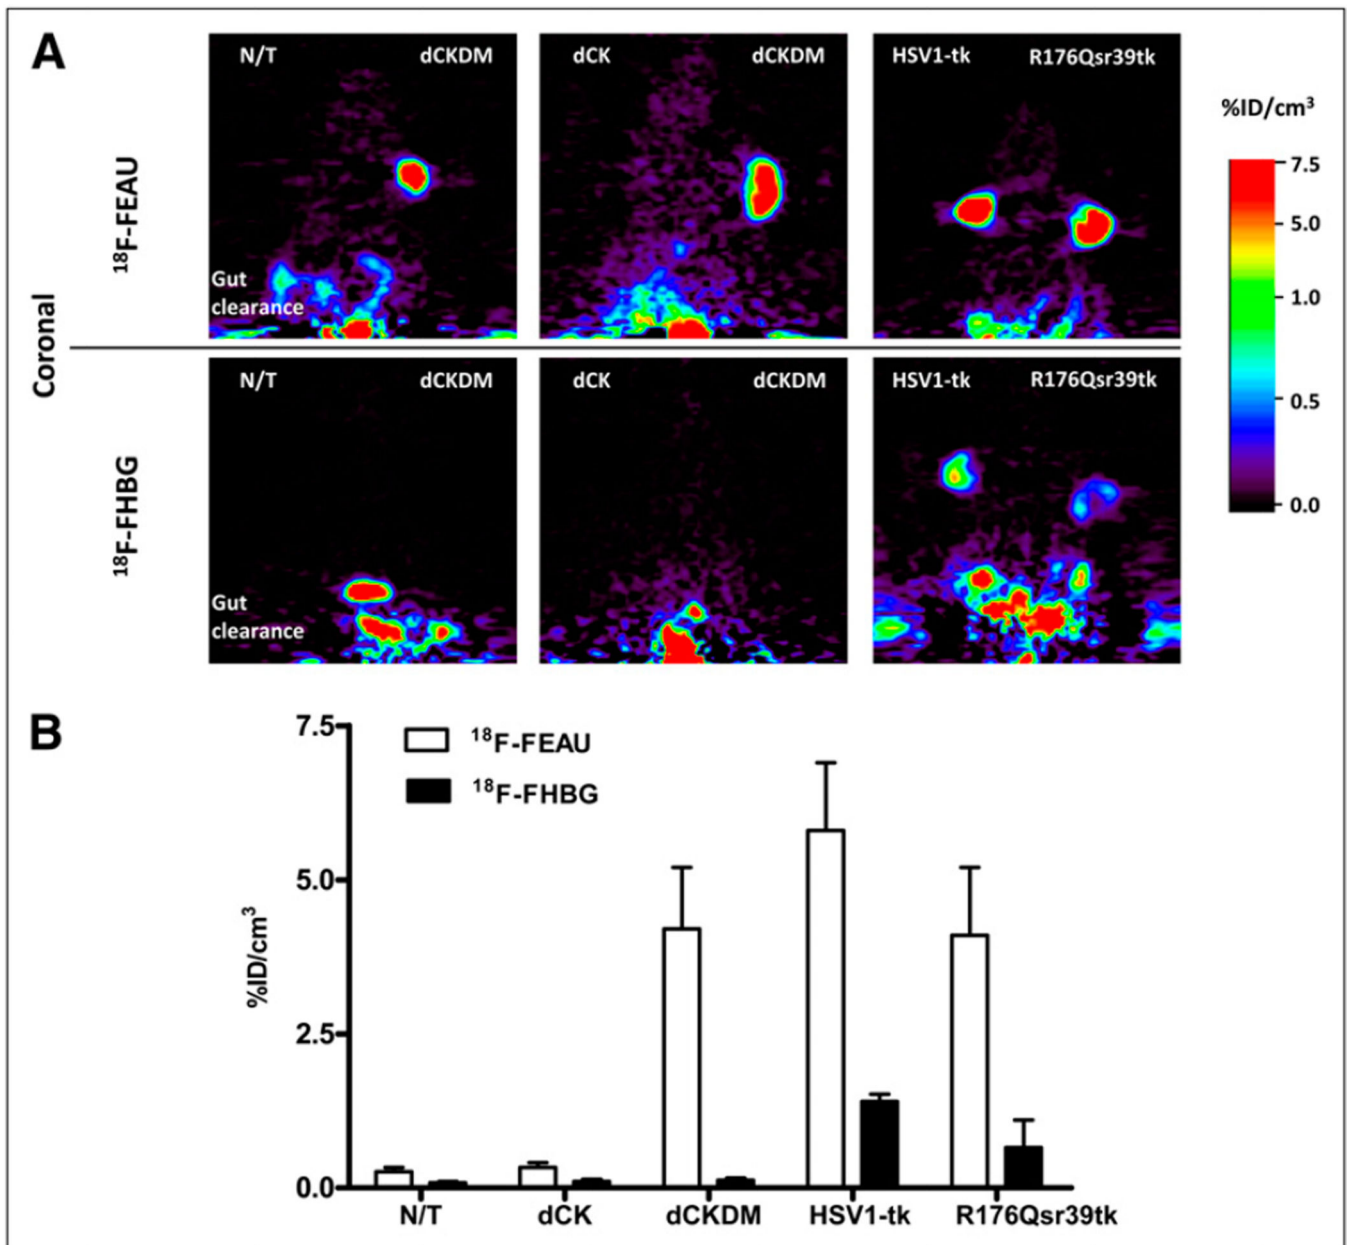 A
N/T dCKDM dCK dCKDM HSV1-tk R176Qsr39tk
%ID/cm³
7.5
5.0
1.0
0.5
0.0
Coronal
¹⁸F-FEAU
Gut
clearance
N/T dCKDM dCK dCKDM HSV1-tk R176Qsr39tk
¹⁸F-FHBG
Gut
clearance
B
¹⁸F-FEAU
¹⁸F-FHBG
%ID/cm³
7.5
5.0
2.5
0.0
N/T dCK dCKDM HSV1-tk R176Qsr39tk